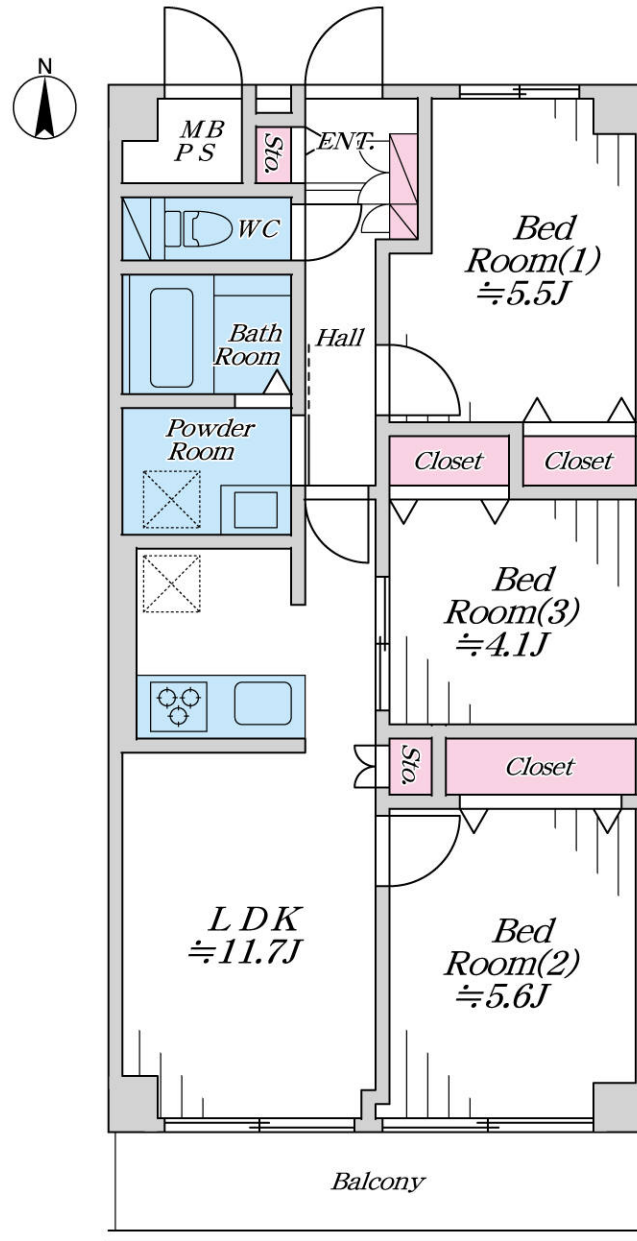 N
MB
PS
Sto.
ENT.
WC
Bed
Room(1)
≒5.5J
Bath
Room
Hall
Powder
Room
Closet
Closet
Bed
Room(3)
≒4.1J
Sto.
Closet
LDK
≒11.7J
Bed
Room(2)
≒5.6J
Balcony